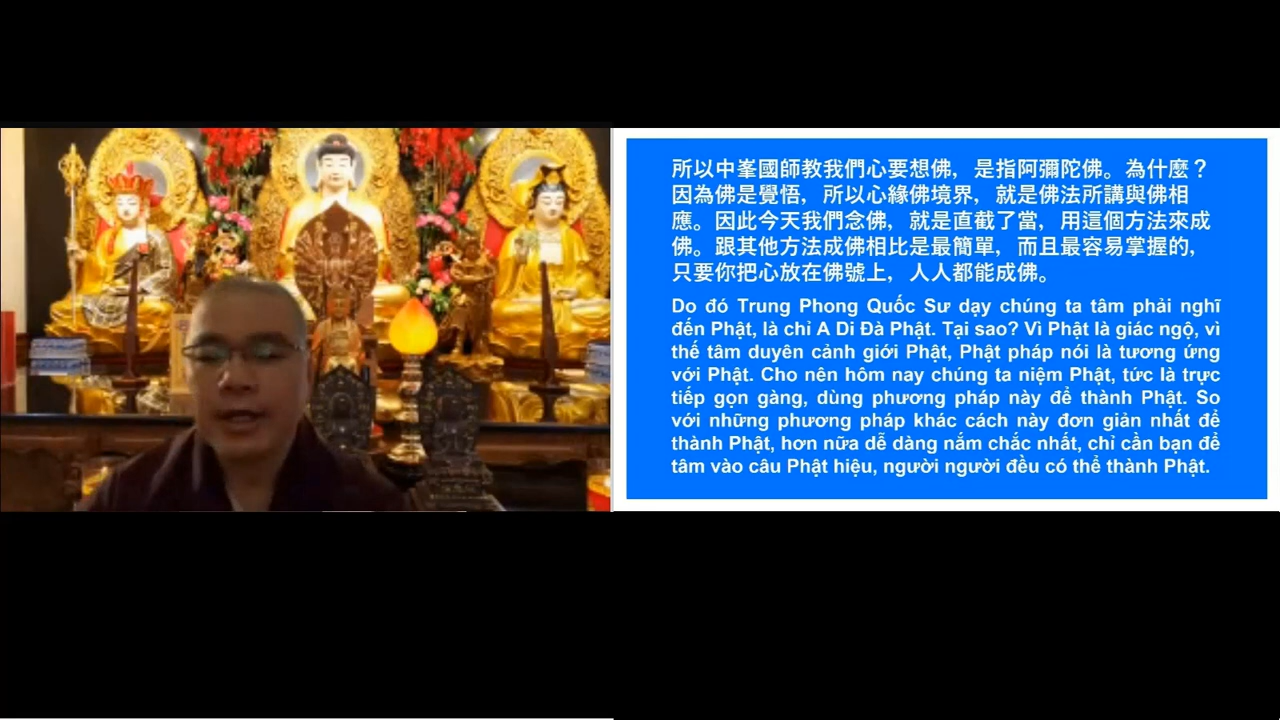 所以中峯國師教我們心要想佛，是指阿彌陀佛。為什麼？
因為佛是覺悟，所以心緣佛境界，就是佛法所講與佛相
應。因此今天我們念佛，就是直截了當，用這個方法來成
佛。跟其他方法成佛相比是最簡單，而且最容易掌握的，
只要你把心放在佛號上，人人都能成佛。
Do đó Trung Phong Quốc Sư dạy chúng ta tâm phải nghĩ
đến Phật, là chỉ A Di Đà Phật. Tại sao? Vì Phật là giác ngộ, vì
thế tâm duyên cảnh giới Phật, Phật pháp nói là tương ứng
với Phật. Cho nên hôm nay chúng ta niệm Phật, tức là trực
tiếp gọn gàng, dùng phương pháp này để thành Phật. So
với những phương pháp khác cách này đơn giản nhất để
thành Phật, hơn nữa dễ dàng nắm chắc nhất, chỉ cần bạn để
tâm vào câu Phật hiệu, người người đều có thể thành Phật.